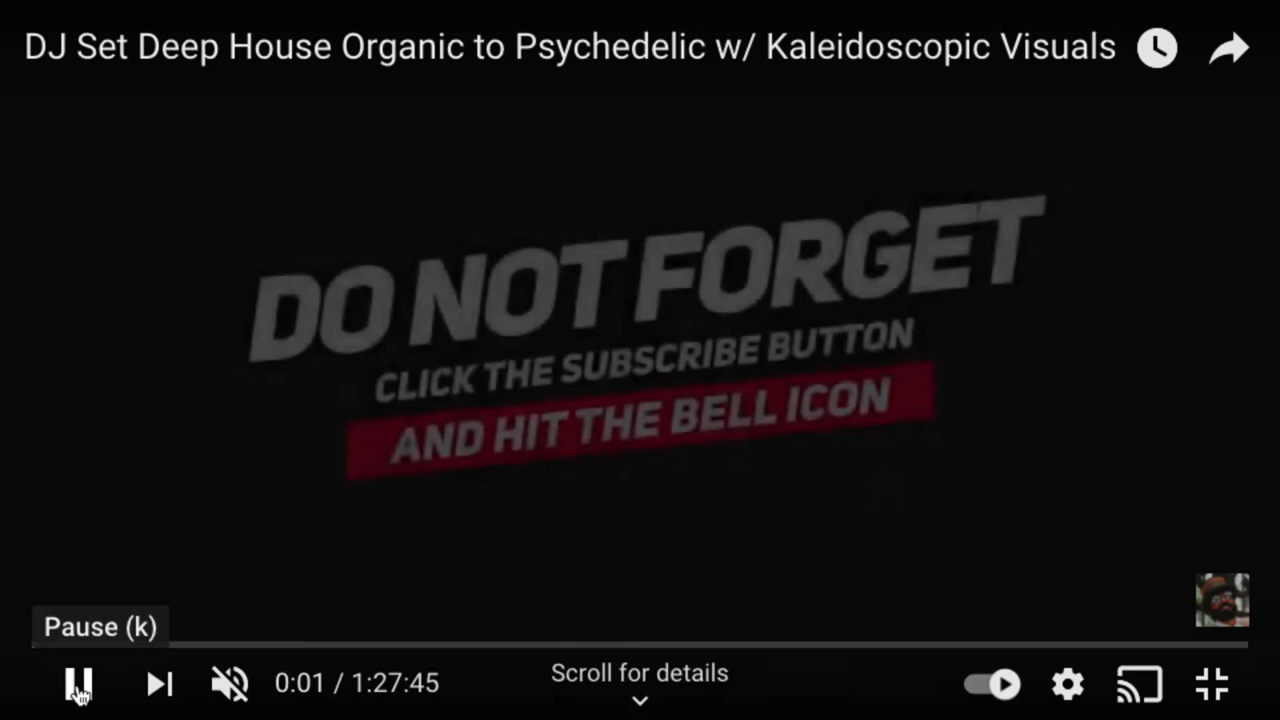 DJ Set Deep House Organic to Psychedelic w/ Kaleidoscopic Visuals
DO NOT FORGET
CLICK THE SUBSCRIBE BUTTON
AND HIT THE BELL ICON
Pause (k)
0:01 / 1:27:45
Scroll for details